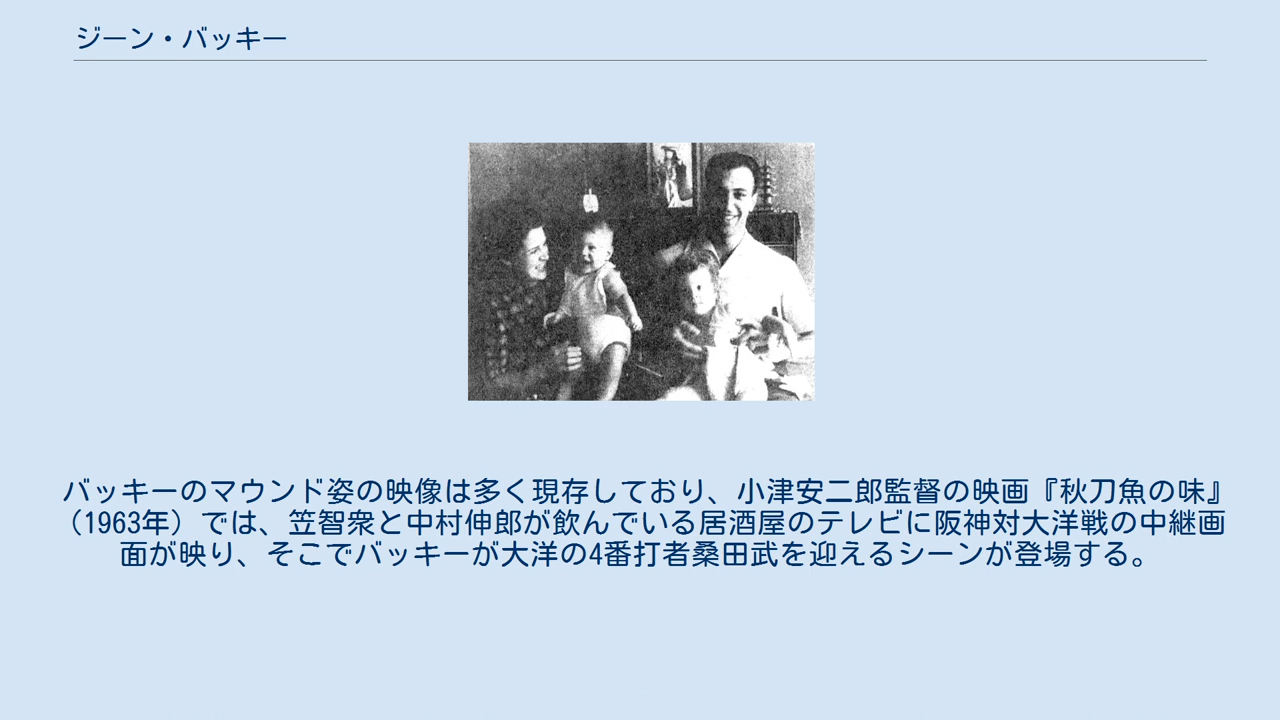 ジーン・バッキー
バッキーのマウンド姿の映像は多く現存しており、小津安二郎監督の映画『秋刀魚の味』
（1963年）では、笠智衆と中村伸郎が飲んでいる居酒屋のテレビに阪神対大洋戦の中継画
面が映り、そこでバッキーが大洋の4番打者桑田武を迎えるシーンが登場する。